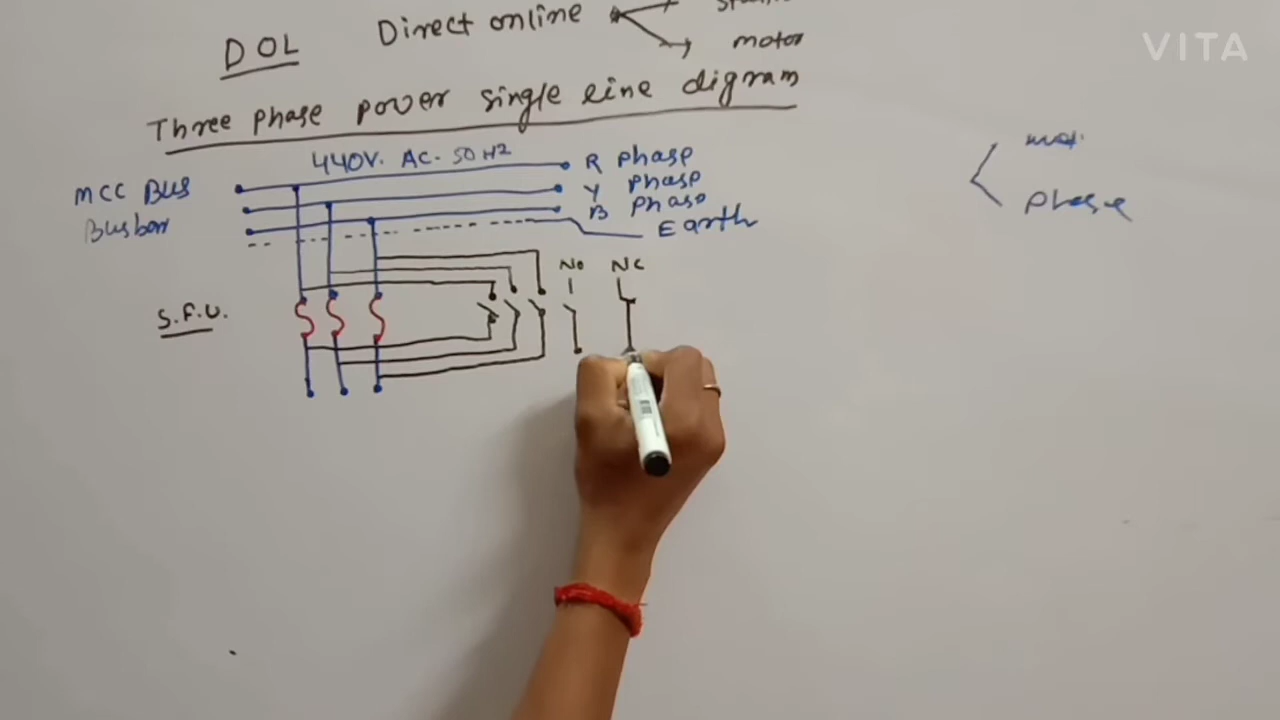 DOL Direct online
motor
Three phase power single line digram
440V. AC. 50 HZ
R phase
MCC BUS
Y phase
B phase
Busbar
Earth
phase
NO NC
S.F.U.
VITA